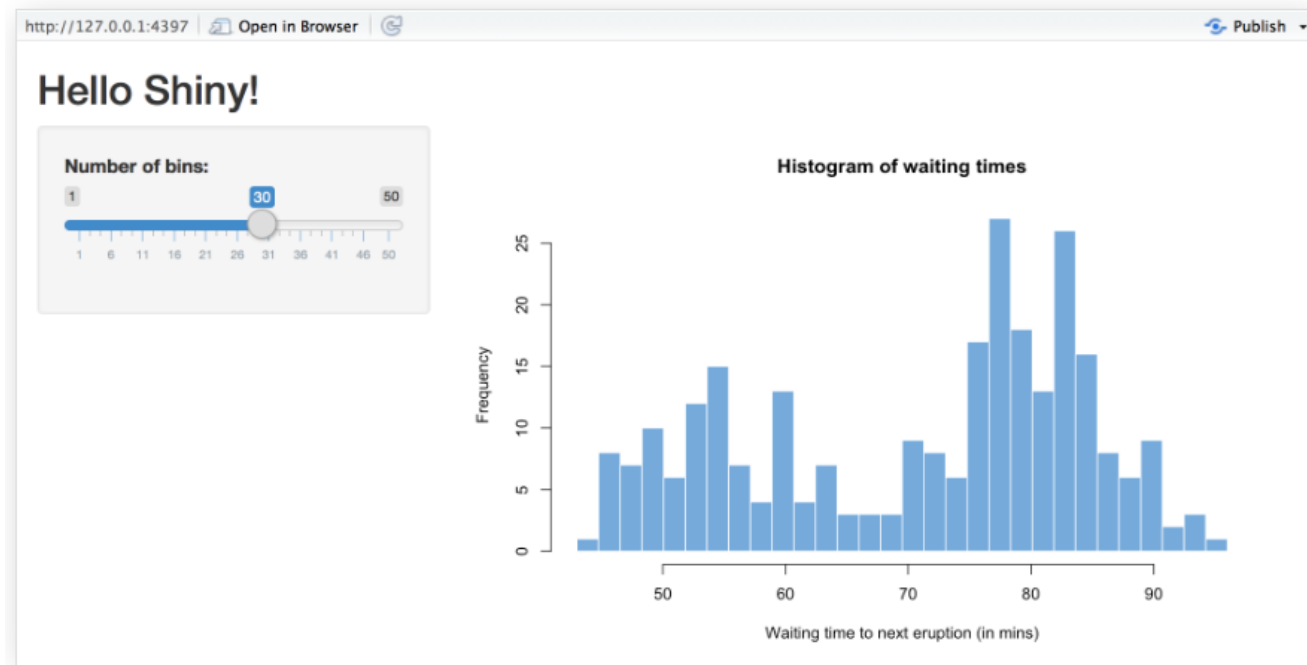 http://127.0.0.1:4397 Open in Browser Publish
Hello Shiny!
Number of bins:
1 30 50
1 6 11 16 21 26 31 36 41 46 50
Histogram of waiting times
Frequency
25
20
15
10
5
0
50 60 70 80 90
Waiting time to next eruption (in mins)